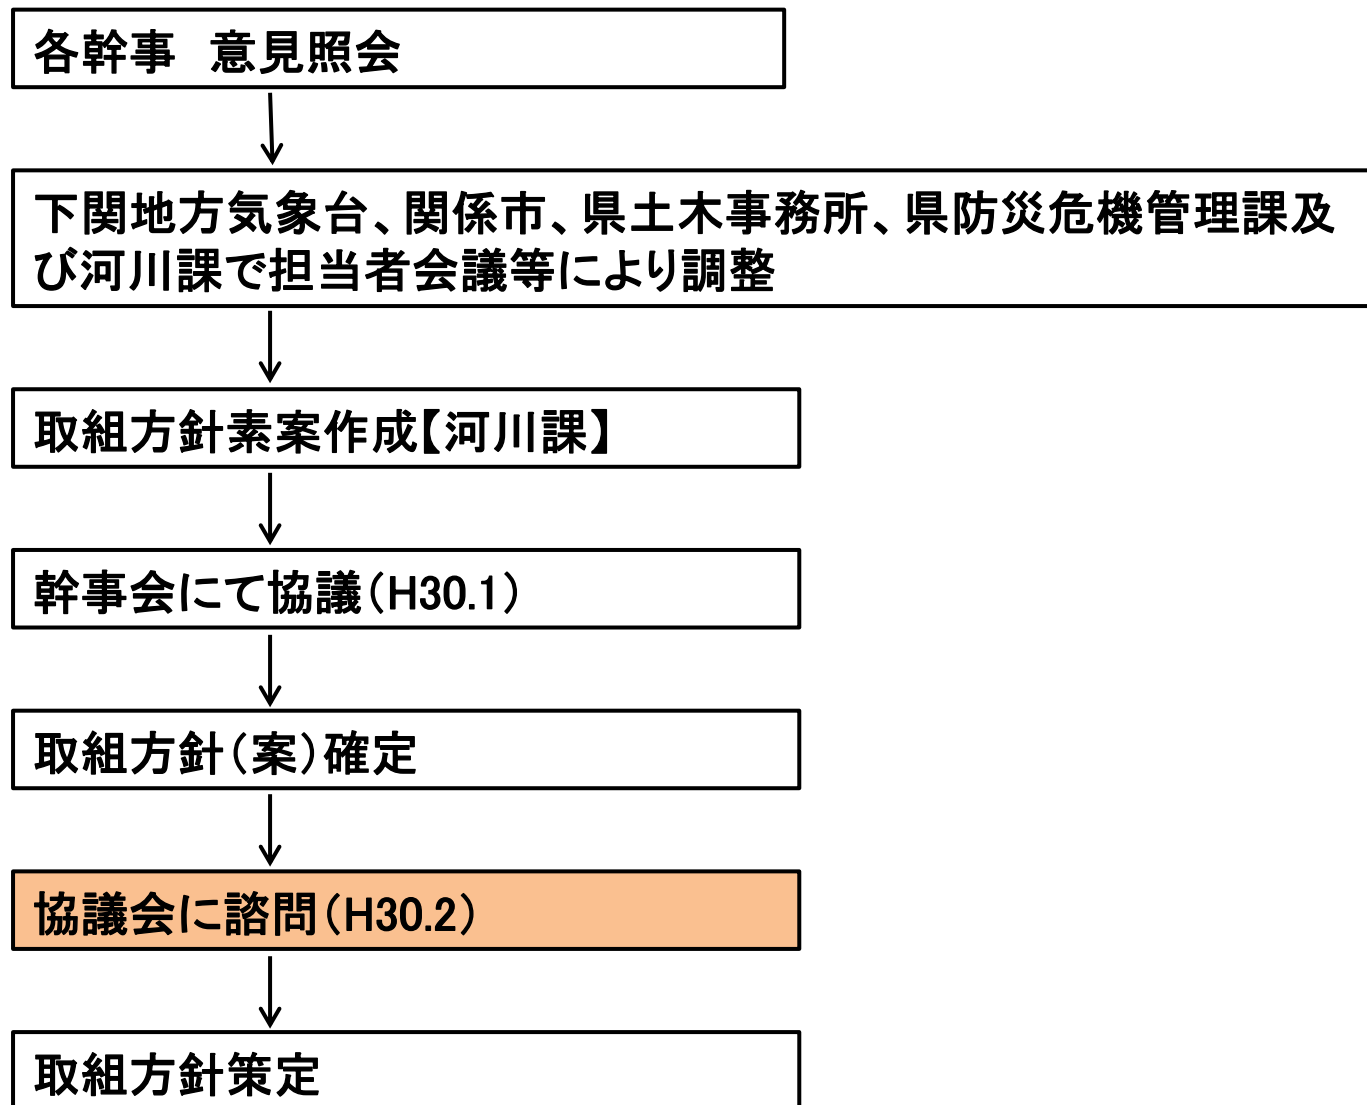 各幹事　意見照会
下関地方気象台、関係市、県土木事務所、県防災危機管理課及
び河川課で担当者会議等により調整
取組方針素案作成【河川課】
幹事会にて協議（H30.1）
取組方針（案）確定
協議会に諮問（H30.2）
取組方針策定